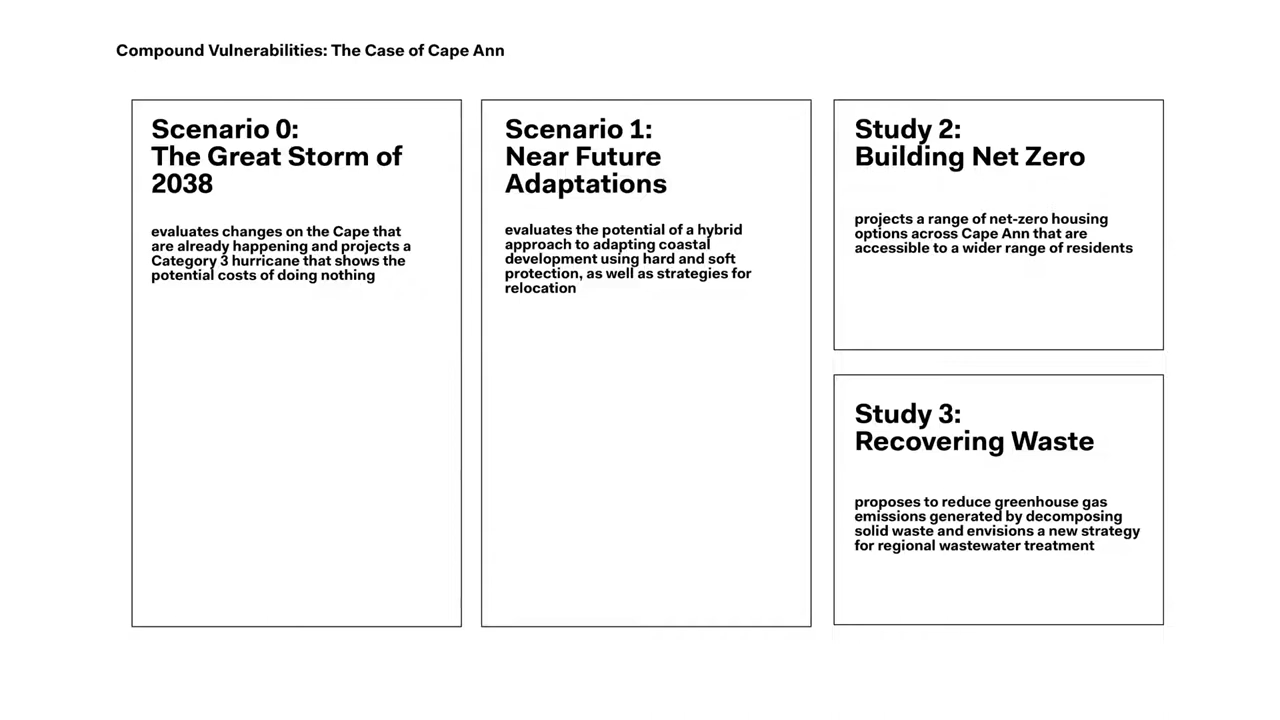 Compound Vulnerabilities: The Case of Cape Ann
Scenario 0:
The Great Storm of
2038
evaluates changes on the Cape that
are already happening and projects a
Category 3 hurricane that shows the
potential costs of doing nothing
Scenario 1:
Near Future
Adaptations
evaluates the potential of a hybrid
approach to adapting coastal
development using hard and soft
protection, as well as strategies for
relocation
Study 2:
Building Net Zero
projects a range of net-zero housing
options across Cape Ann that are
accessible to a wider range of residents
Study 3:
Recovering Waste
proposes to reduce greenhouse gas
emissions generated by decomposing
solid waste and envisions a new strategy
for regional wastewater treatment